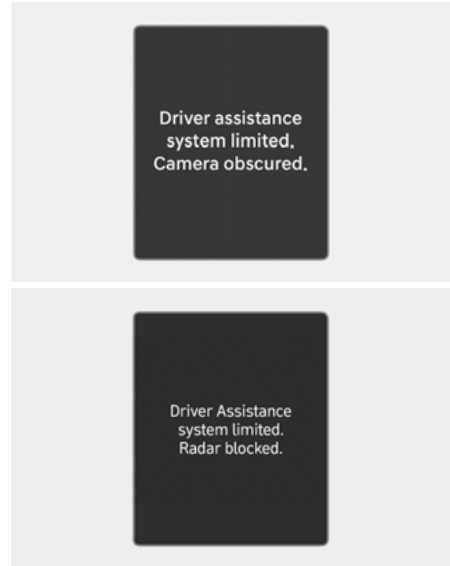 Driver assistance
system limited.
Camera obscured.
Driver Assistance
system limited.
Radar blocked.